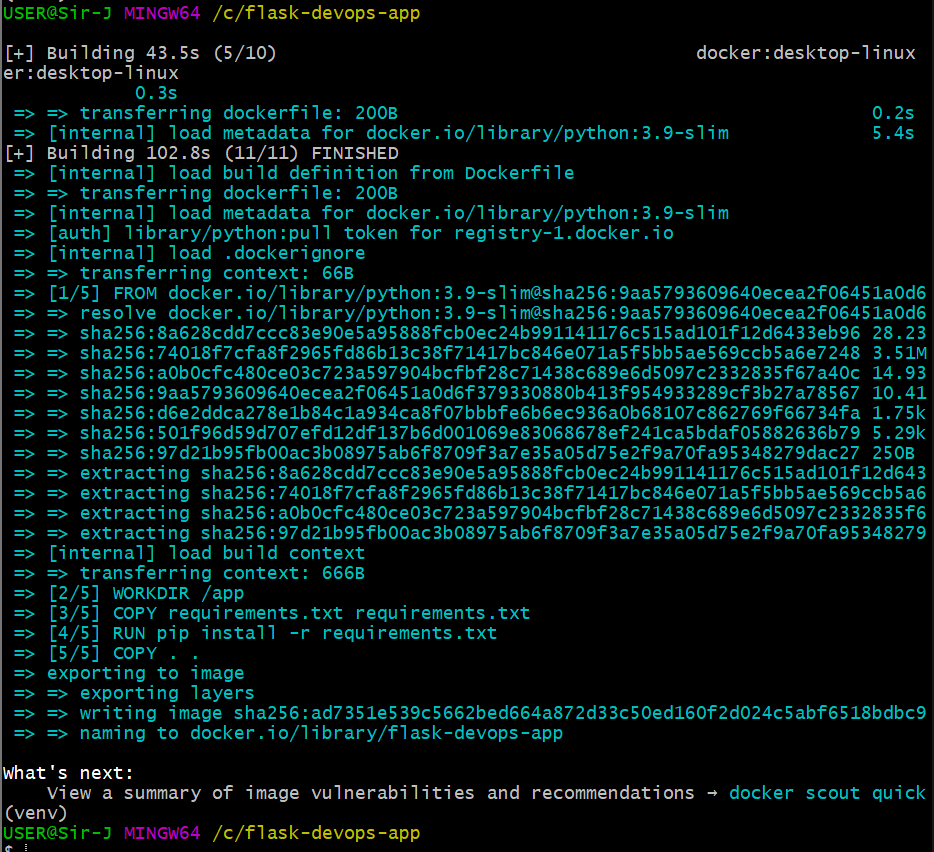 USER@Sir-J MINGW64 /c/flask-devops-app
[+] Building 43.5s (5/10) docker:desktop-linux
er:desktop-linux
0.3s
=> => transferring dockerfile: 200B 0.2s
=> [internal] load metadata for docker.io/library/python:3.9-slim 5.4s
[+] Building 102.8s (11/11) FINISHED
=> [internal] load build definition from Dockerfile
=> => transferring dockerfile: 200B
=> [internal] load metadata for docker.io/library/python:3.9-slim
=> [auth] library/python:pull token for registry-1.docker.io
=> [internal] load .dockerignore
=> => transferring context: 66B
=> [1/5] FROM docker.io/library/python:3.9-slim@sha256:9aa5793609640ecea2f06451a0d6
=> => resolve docker.io/library/python:3.9-slim@sha256:9aa5793609640ecea2f06451a0d6
=> => sha256:8a628cdd7ccc83e90e5a95888fcb0ec24b991141176c515ad101f12d6433eb96 28.23
=> => sha256:74018f7cfa8f2965fd86b13c38f71417bc846e071a5f5bb5ae569ccb5a6e7248 3.51M
=> => sha256:a0b0cfc480ce03c723a597904bcfbf28c71438c689e6d5097c2332835f67a40c 14.93
=> => sha256:9aa5793609640ecea2f06451a0d6f379330880b413f954933289cf3b27a78567 10.41
=> => sha256:d6e2ddca278e1b84c1a934ca8f07bbbfe6b6ec936a0b68107c862769f66734fa 1.75k
=> => sha256:501f96d59d707efd12df137b6d001069e83068678ef241ca5bdaf05882636b79 5.29k
=> => sha256:97d21b95fb00ac3b08975ab6f8709f3a7e35a05d75e2f9a70fa95348279dac27 250B
=> => extracting sha256:8a628cdd7ccc83e90e5a95888fcb0ec24b991141176c515ad101f12d643
=> => extracting sha256:74018f7cfa8f2965fd86b13c38f71417bc846e071a5f5bb5ae569ccb5a6
=> => extracting sha256:a0b0cfc480ce03c723a597904bcfbf28c71438c689e6d5097c2332835f6
=> => extracting sha256:97d21b95fb00ac3b08975ab6f8709f3a7e35a05d75e2f9a70fa95348279
=> [internal] load build context
=> => transferring context: 666B
=> [2/5] WORKDIR /app
=> [3/5] COPY requirements.txt requirements.txt
=> [4/5] RUN pip install -r requirements.txt
=> [5/5] COPY . .
=> exporting to image
=> => exporting layers
=> => writing image sha256:ad7351e539c5662bed664a872d33c50ed160f2d024c5abf6518bdbc9
=> => naming to docker.io/library/flask-devops-app
What's next:
View a summary of image vulnerabilities and recommendations → docker scout quick
(venv)
USER@Sir-J MINGW64 /c/flask-devops-app
$